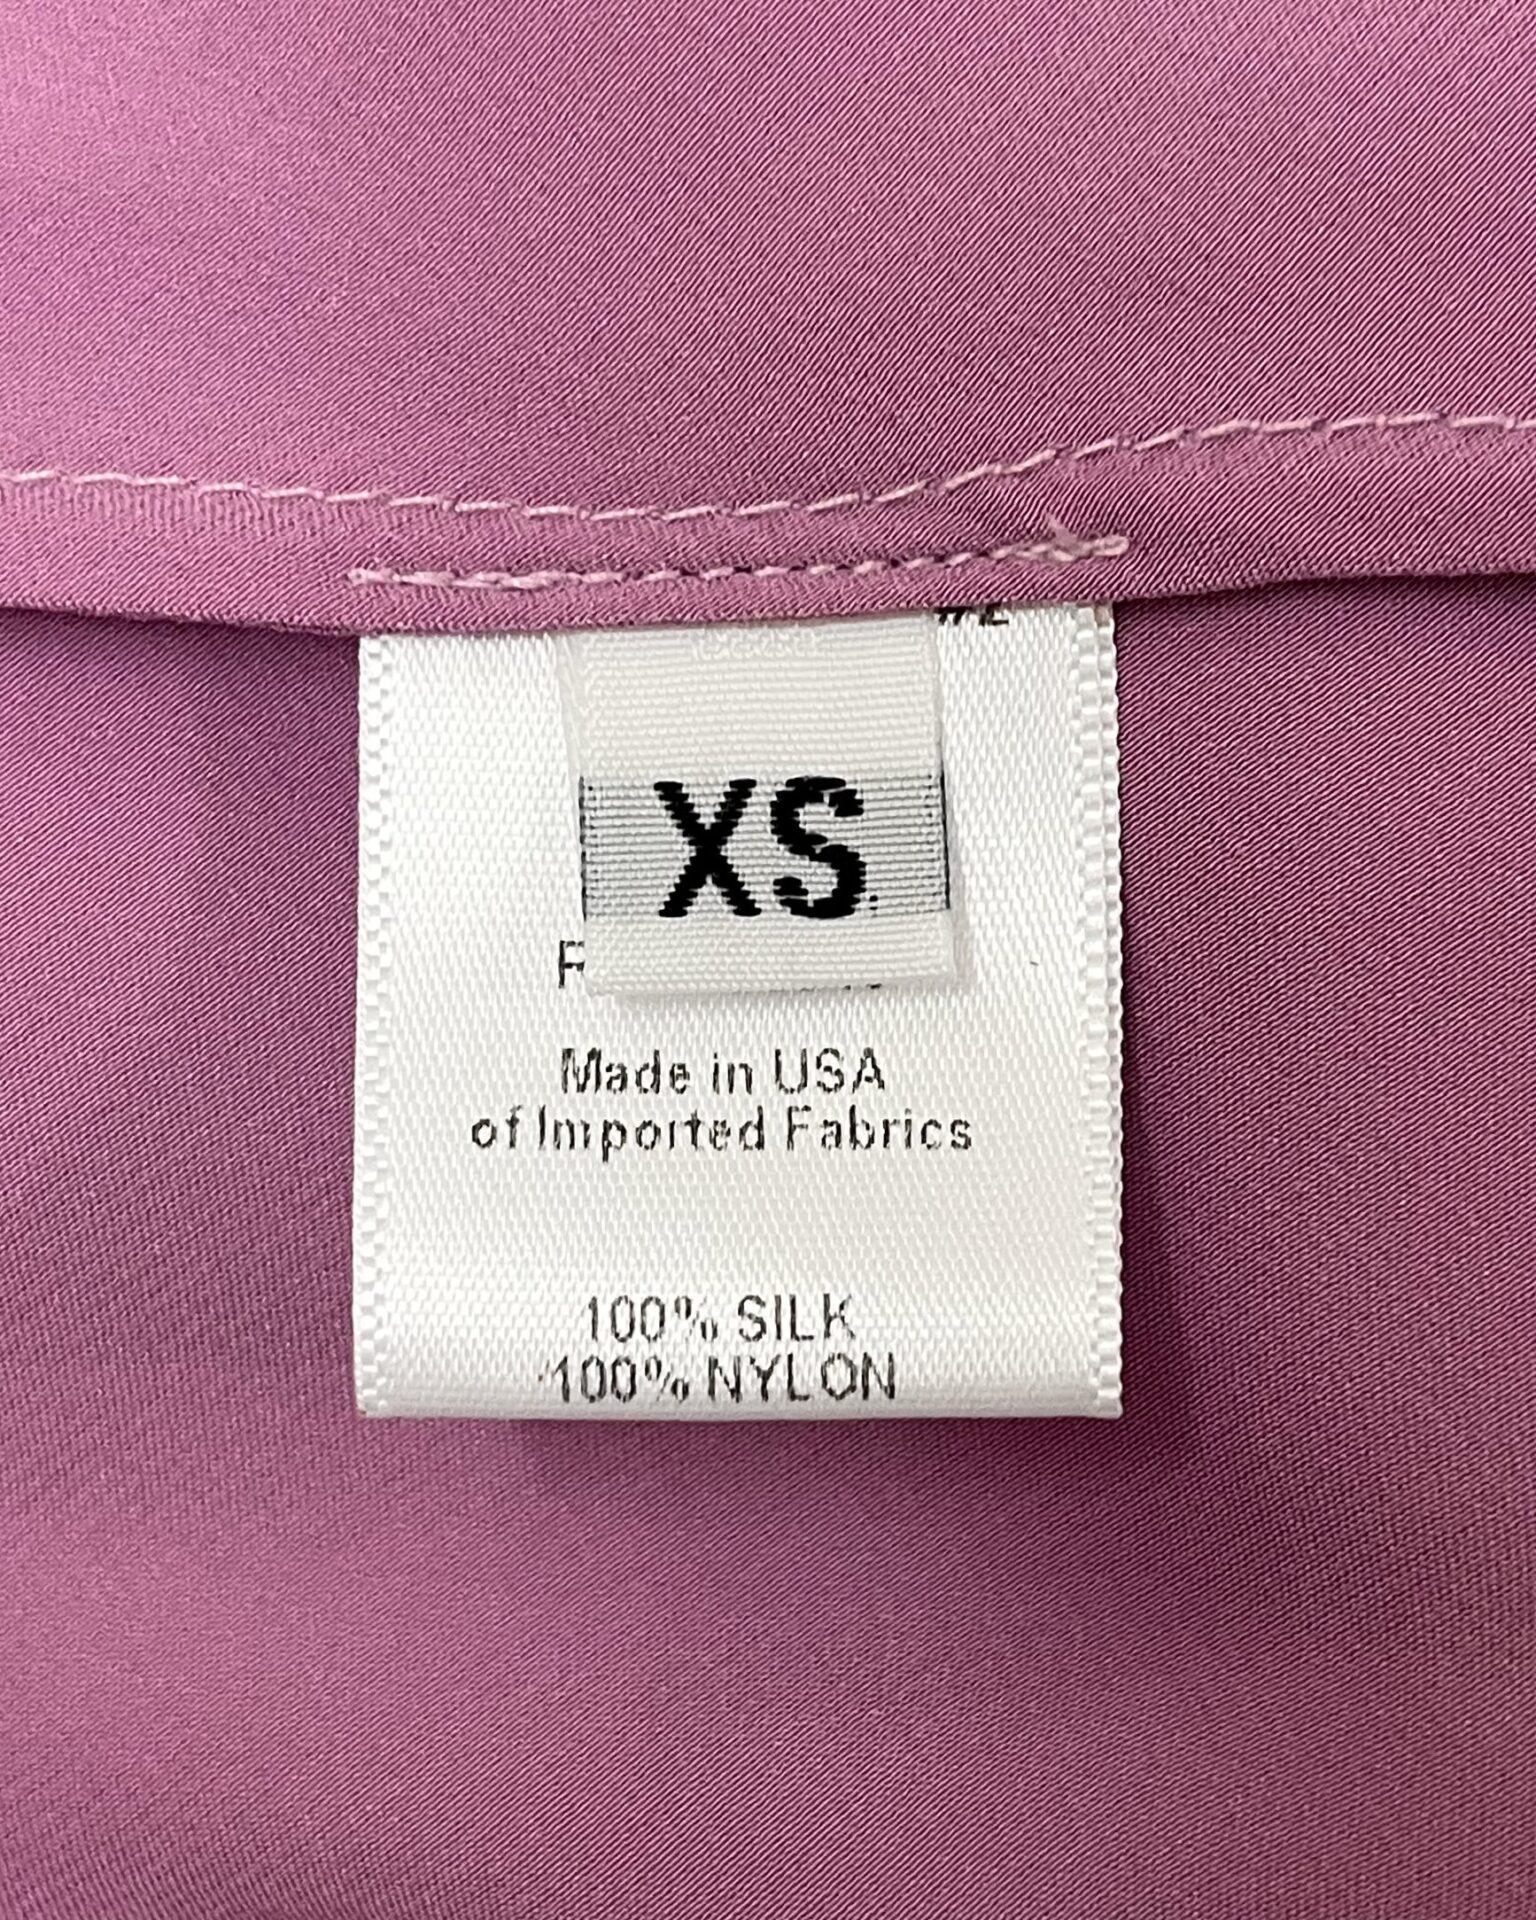 XS
Made in USA
of Imported Fabrics
100% SILK
100% NYLON